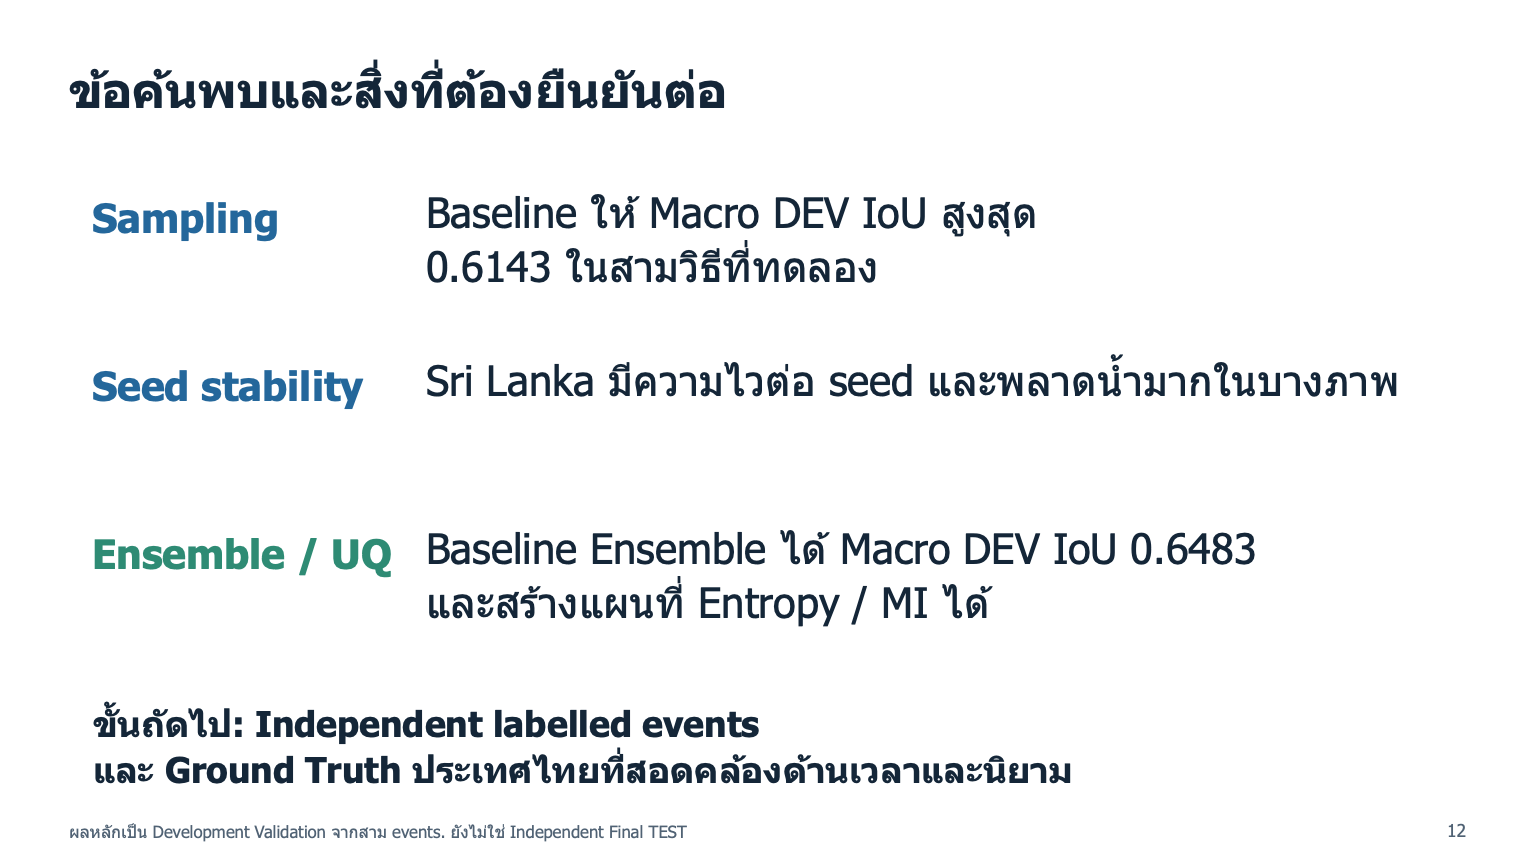 ข้อค้นพบและสิ่งที่ต้องยืนยันต่อ
Sampling
Baseline ให้ Macro DEV IoU สูงสุด
0.6143 ในสามวิธีที่ทดลอง
Seed stability
Sri Lanka มีความไวต่อ seed และพลาดน้ำมากในบางภาพ
Ensemble / UQ
Baseline Ensemble ได้ Macro DEV IoU 0.6483
และสร้างแผนที่ Entropy / MI ได้
ขั้นถัดไป: Independent labelled events
และ Ground Truth ประเทศไทยที่สอดคล้องด้านเวลาและนิยาม
ผลหลักเป็น Development Validation จากสาม events. ยังไม่ใช่ Independent Final TEST
12